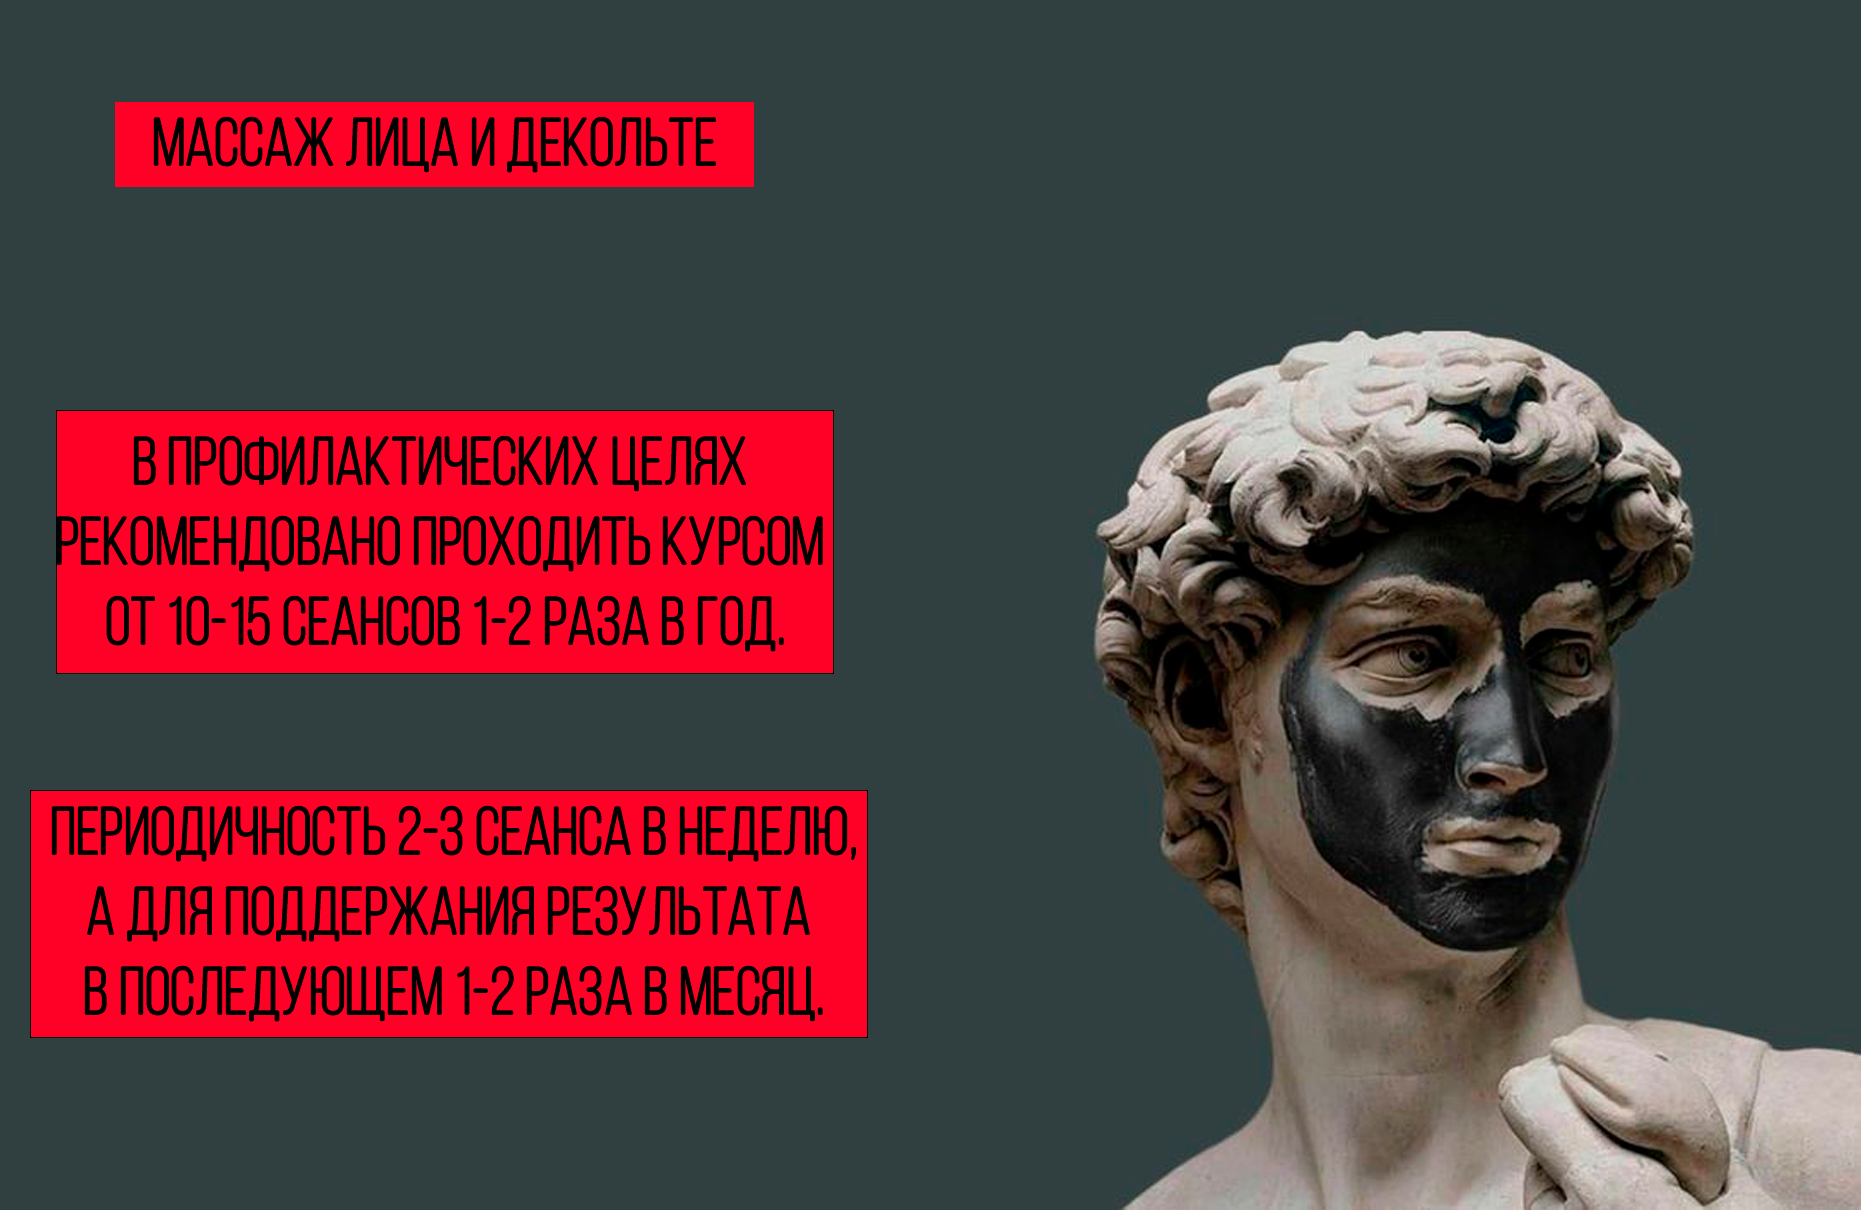 МАССАЖ ЛИЦА И ДЕКОЛЬТЕ
В ПРОФИЛАКТИЧЕСКИХ ЦЕЛЯХ
РЕКОМЕНДОВАНО ПРОХОДИТЬ КУРСОМ
ОТ 10-15 СЕАНСОВ 1-2 РАЗА В ГОД.
ПЕРИОДИЧНОСТЬ 2-3 СЕАНСА В НЕДЕЛЮ,
А ДЛЯ ПОДДЕРЖАНИЯ РЕЗУЛЬТАТА
В ПОСЛЕДУЮЩЕМ 1-2 РАЗА В МЕСЯЦ.